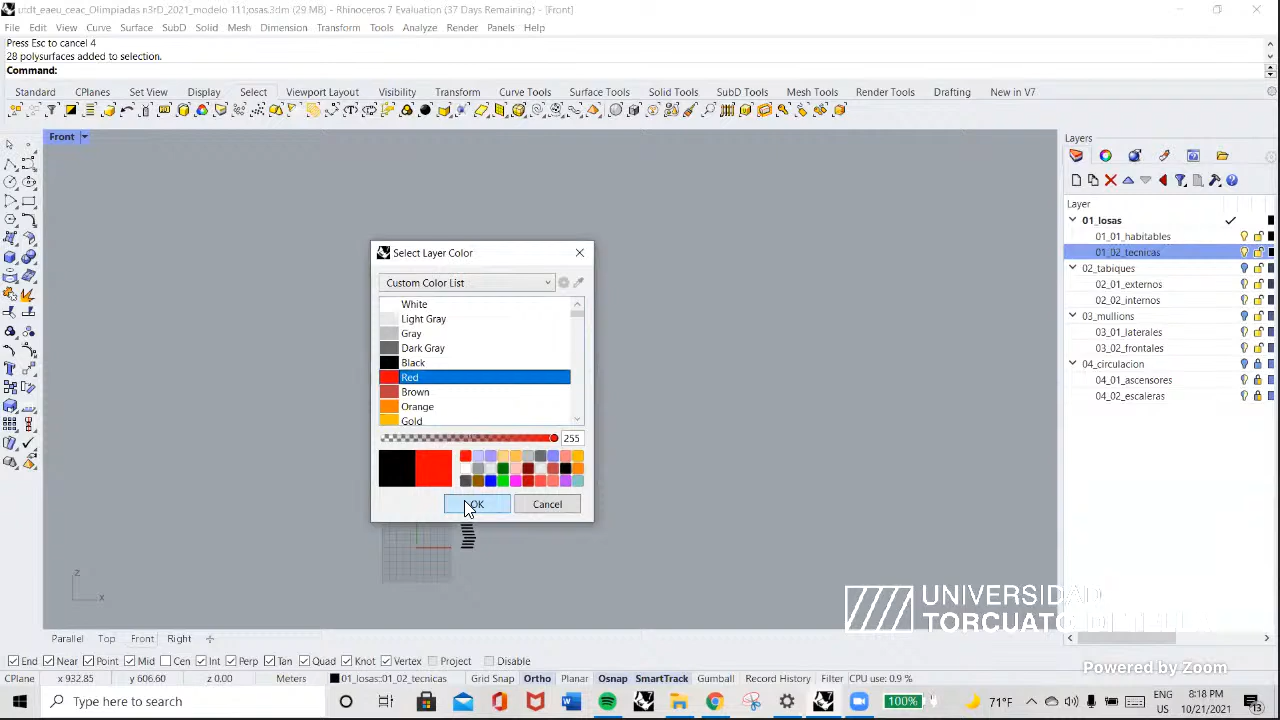 utdt_eaeu_ceac_Olimpiadas n3rD_2021_modelo 111;osas.3dm (29 MB) - Rhinoceros 7 Evaluation (37 Days Remaining) - [Front]
File Edit View Curve Surface SubD Solid Mesh Dimension Transform Tools Analyze Render Panels Help
Press Esc to cancel 4
28 polysurfaces added to selection.
Command:
Standard CPlanes Set View Display Select Viewport Layout Visibility Transform Curve Tools Surface Tools Solid Tools SubD Tools Mesh Tools Render Tools Drafting New in V7
Front
Layers
Layer
01_losas
01_01_habitables
01_02_tecnicas
02_tabiques
02_01_externos
02_02_internos
03_mullions
03_01_laterales
03_02_frontales
04_circulacion
04_01_ascensores
04_02_escaleras
Select Layer Color
Custom Color List
White
Light Gray
Gray
Dark Gray
Black
Red
Brown
Orange
Gold
255
OK Cancel
z
x
UNIVERSIDAD
TORCUATO DI TELLA
Parallel Top Front Right
End Near Point Mid Cen Int Perp Tan Quad Knot Vertex Project Disable
Powered by Zoom
CPlane x 932.85 y 606.60 z 0.00 Meters 01_losas::01_02_tecnicas Grid Snap Ortho Planar Osnap SmartTrack Gumball Record History Filter CPU use: 0.9 %
Type here to search
100%
71°F
ENG
US
8:18 PM
10/21/2021
13